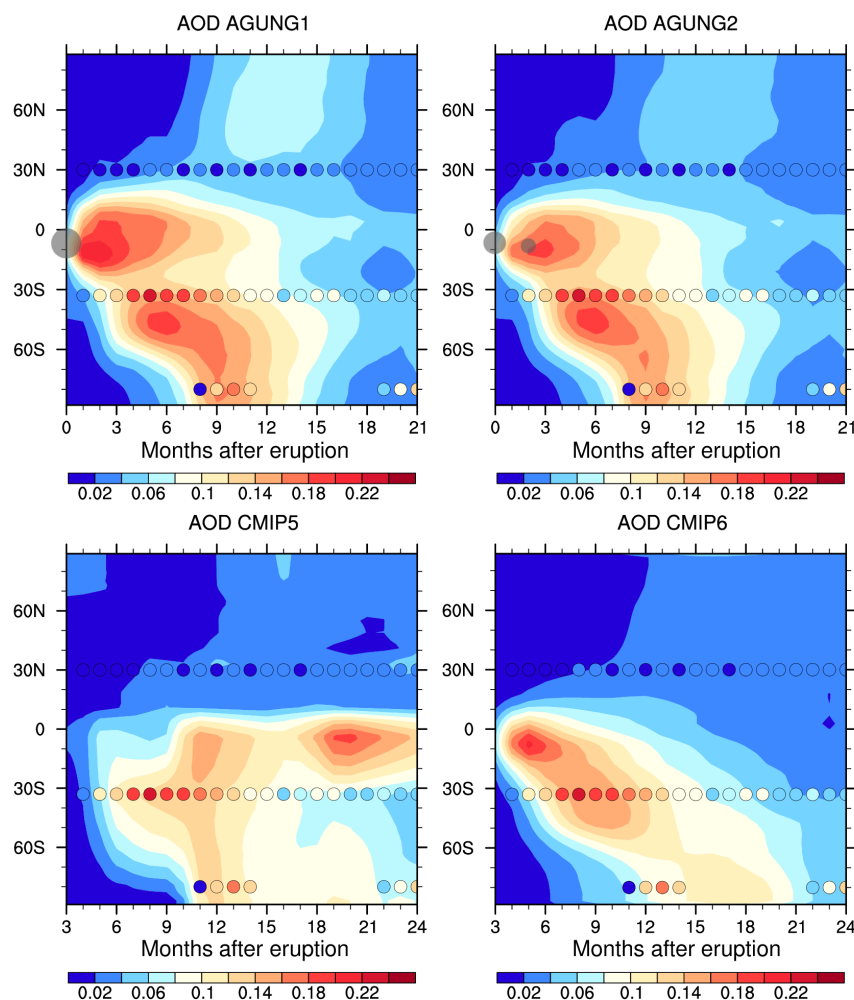 AOD AGUNG1
AOD AGUNG2
60N
30N
0
30S
60S
60N
30N
0
30S
60S
0 3 6 9 12 15 18 21
0 3 6 9 12 15 18 21
Months after eruption
Months after eruption
0.02 0.06 0.1 0.14 0.18 0.22
0.02 0.06 0.1 0.14 0.18 0.22
AOD CMIP5
AOD CMIP6
60N
30N
0
30S
60S
60N
30N
0
30S
60S
3 6 9 12 15 18 21 24
3 6 9 12 15 18 21 24
Months after eruption
Months after eruption
0.02 0.06 0.1 0.14 0.18 0.22
0.02 0.06 0.1 0.14 0.18 0.22